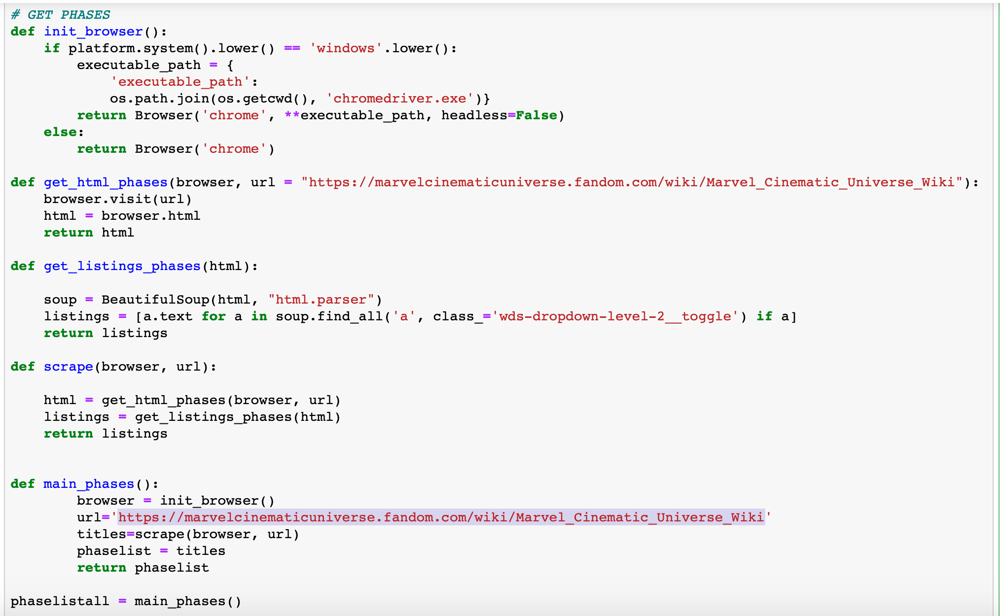 # GET PHASES
def init_browser():
    if platform.system().lower() == 'windows'.lower():
        executable_path = {
            'executable_path':
            os.path.join(os.getcwd(), 'chromedriver.exe')}
        return Browser('chrome', **executable_path, headless=False)
    else:
        return Browser('chrome')

def get_html_phases(browser, url = "https://marvelcinematicuniverse.fandom.com/wiki/Marvel_Cinematic_Universe_Wiki"):
    browser.visit(url)
    html = browser.html
    return html

def get_listings_phases(html):

    soup = BeautifulSoup(html, "html.parser")
    listings = [a.text for a in soup.find_all('a', class_='wds-dropdown-level-2__toggle') if a]
    return listings

def scrape(browser, url):

    html = get_html_phases(browser, url)
    listings = get_listings_phases(html)
    return listings


def main_phases():
        browser = init_browser()
        url='https://marvelcinematicuniverse.fandom.com/wiki/Marvel_Cinematic_Universe_Wiki'
        titles=scrape(browser, url)
        phaselist = titles
        return phaselist

phaselistall = main_phases()